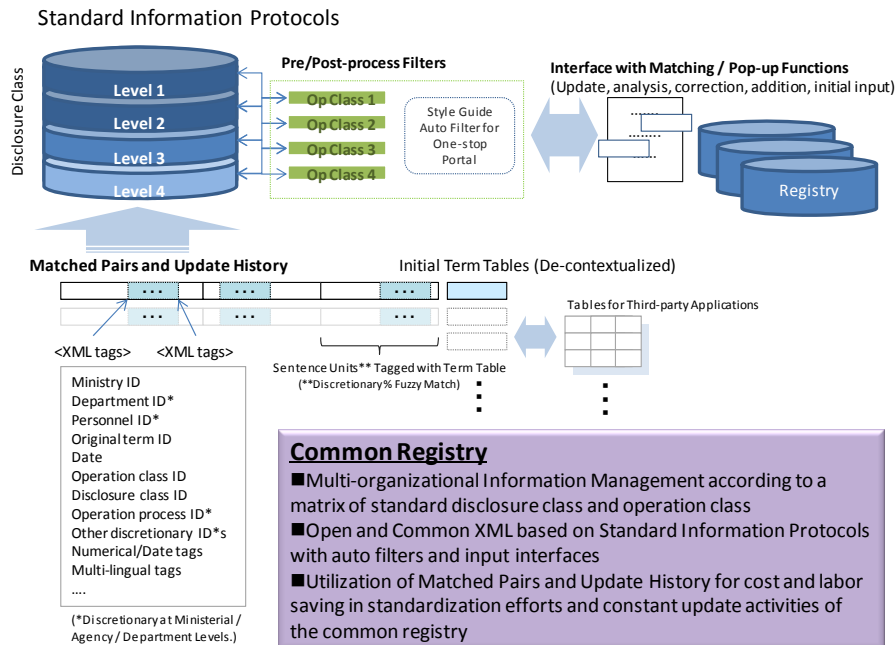 Standard Information Protocols
Disclosure Class
Level 1
Level 2
Level 3
Level 4
Pre/Post-process Filters
Op Class 1
Op Class 2
Op Class 3
Op Class 4
Style Guide
Auto Filter for
One-stop
Portal
Interface with Matching / Pop-up Functions
(Update, analysis, correction, addition, initial input)
Registry
Matched Pairs and Update History
Initial Term Tables (De-contextualized)
Tables for Third-party Applications
<XML tags>
<XML tags>
Sentence Units** Tagged with Term Table
(**Discretionary% Fuzzy Match)
Ministry ID
Department ID*
Personnel ID*
Original term ID
Date
Operation class ID
Disclosure class ID
Operation process ID*
Other discretionary ID*s
Numerical/Date tags
Multi-lingual tags
....
(*Discretionary at Ministerial /
Agency / Department Levels.)
Common Registry
■Multi-organizational Information Management according to a
matrix of standard disclosure class and operation class
■Open and Common XML based on Standard Information Protocols
with auto filters and input interfaces
■Utilization of Matched Pairs and Update History for cost and labor
saving in standardization efforts and constant update activities of
the common registry